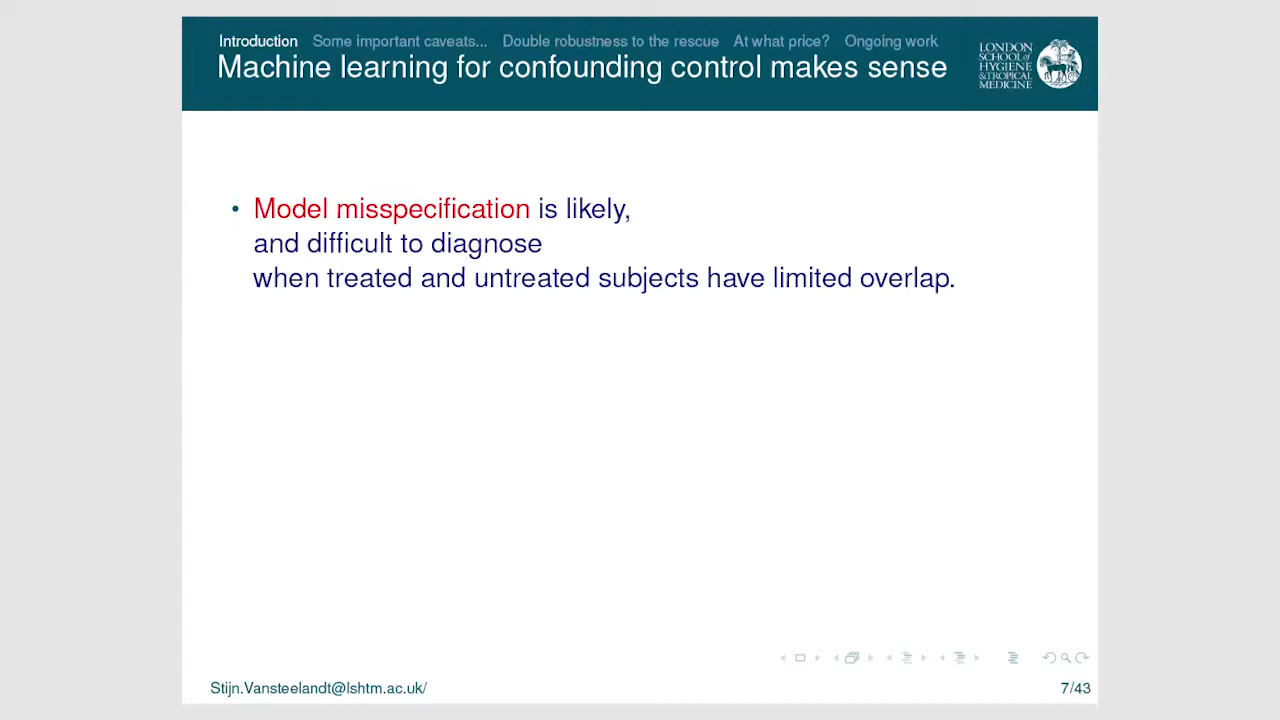 Introduction Some important caveats... Double robustness to the rescue At what price? Ongoing work
Machine learning for confounding control makes sense
LONDON
SCHOOL of
HYGIENE
& TROPICAL
MEDICINE
• Model misspecification is likely,
and difficult to diagnose
when treated and untreated subjects have limited overlap.
Stijn.Vansteelandt@lshtm.ac.uk/ 7/43